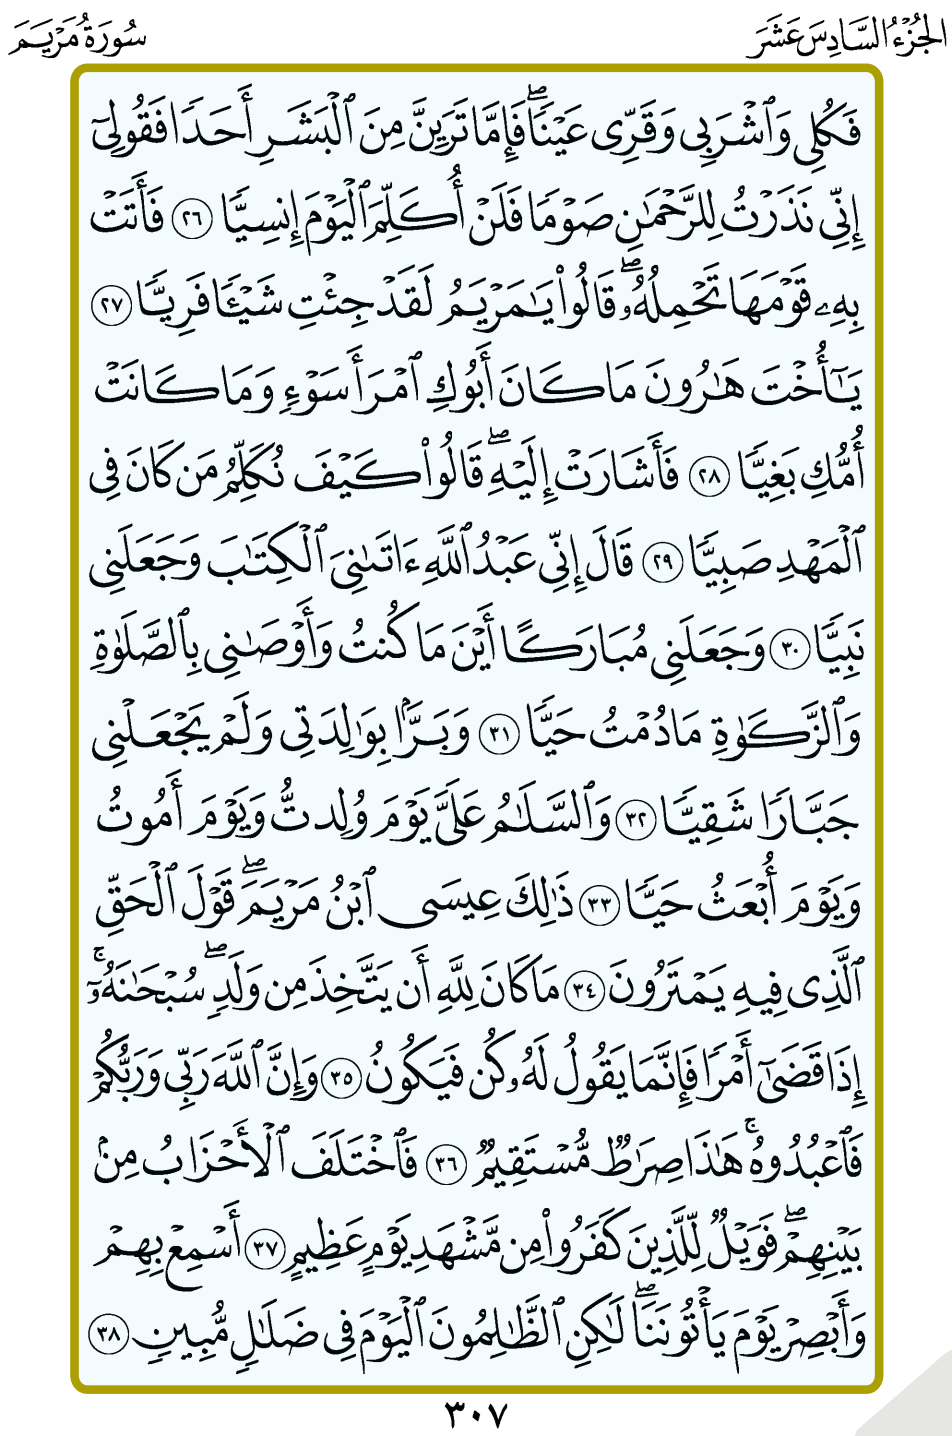 الجُزْءُ السَّادِسَ عَشَرَ
سُورَةُ مَرْيَمَ
فَكُلِي وَٱشْرَبِي وَقَرِّي عَيْنًاۖ فَإِمَّا تَرَيِنَّ مِنَ ٱلْبَشَرِ أَحَدًا فَقُولِيٓ
إِنِّي نَذَرْتُ لِلرَّحْمَٰنِ صَوْمًا فَلَنْ أُكَلِّمَ ٱلْيَوْمَ إِنسِيًّا ٢٦ فَأَتَتْ
بِهِۦ قَوْمَهَا تَحْمِلُهُۥۖ قَالُواْ يَٰمَرْيَمُ لَقَدْ جِئْتِ شَيْـًٔا فَرِيًّا ٢٧
يَٰٓأُخْتَ هَٰرُونَ مَا كَانَ أَبُوكِ ٱمْرَأَ سَوْءٍ وَمَا كَانَتْ
أُمُّكِ بَغِيًّا ٢٨ فَأَشَارَتْ إِلَيْهِۖ قَالُواْ كَيْفَ نُكَلِّمُ مَن كَانَ فِي
ٱلْمَهْدِ صَبِيًّا ٢٩ قَالَ إِنِّي عَبْدُ ٱللَّهِ ءَاتَىٰنِيَ ٱلْكِتَٰبَ وَجَعَلَنِي
نَبِيًّا ٣٠ وَجَعَلَنِي مُبَارَكًا أَيْنَ مَا كُنتُ وَأَوْصَٰنِي بِٱلصَّلَوٰةِ
وَٱلزَّكَوٰةِ مَا دُمْتُ حَيًّا ٣١ وَبَرًّۢا بِوَٰلِدَتِي وَلَمْ يَجْعَلْنِي
جَبَّارًا شَقِيًّا ٣٢ وَٱلسَّلَٰمُ عَلَيَّ يَوْمَ وُلِدتُّ وَيَوْمَ أَمُوتُ
وَيَوْمَ أُبْعَثُ حَيًّا ٣٣ ذَٰلِكَ عِيسَى ٱبْنُ مَرْيَمَۖ قَوْلَ ٱلْحَقِّ
ٱلَّذِي فِيهِ يَمْتَرُونَ ٣٤ مَا كَانَ لِلَّهِ أَن يَتَّخِذَ مِن وَلَدٍۖ سُبْحَٰنَهُۥٓۚ
إِذَا قَضَىٰٓ أَمْرًا فَإِنَّمَا يَقُولُ لَهُۥ كُن فَيَكُونُ ٣٥ وَإِنَّ ٱللَّهَ رَبِّي وَرَبُّكُمْ
فَٱعْبُدُوهُۚ هَٰذَا صِرَٰطٌ مُّسْتَقِيمٌ ٣٦ فَٱخْتَلَفَ ٱلْأَحْزَابُ مِنۢ
بَيْنِهِمْۖ فَوَيْلٌ لِّلَّذِينَ كَفَرُواْ مِن مَّشْهَدِ يَوْمٍ عَظِيمٍ ٣٧ أَسْمِعْ بِهِمْ
وَأَبْصِرْ يَوْمَ يَأْتُونَنَاۖ لَٰكِنِ ٱلظَّٰلِمُونَ ٱلْيَوْمَ فِي ضَلَٰلٍ مُّبِينٍ ٣٨
٣٠٧